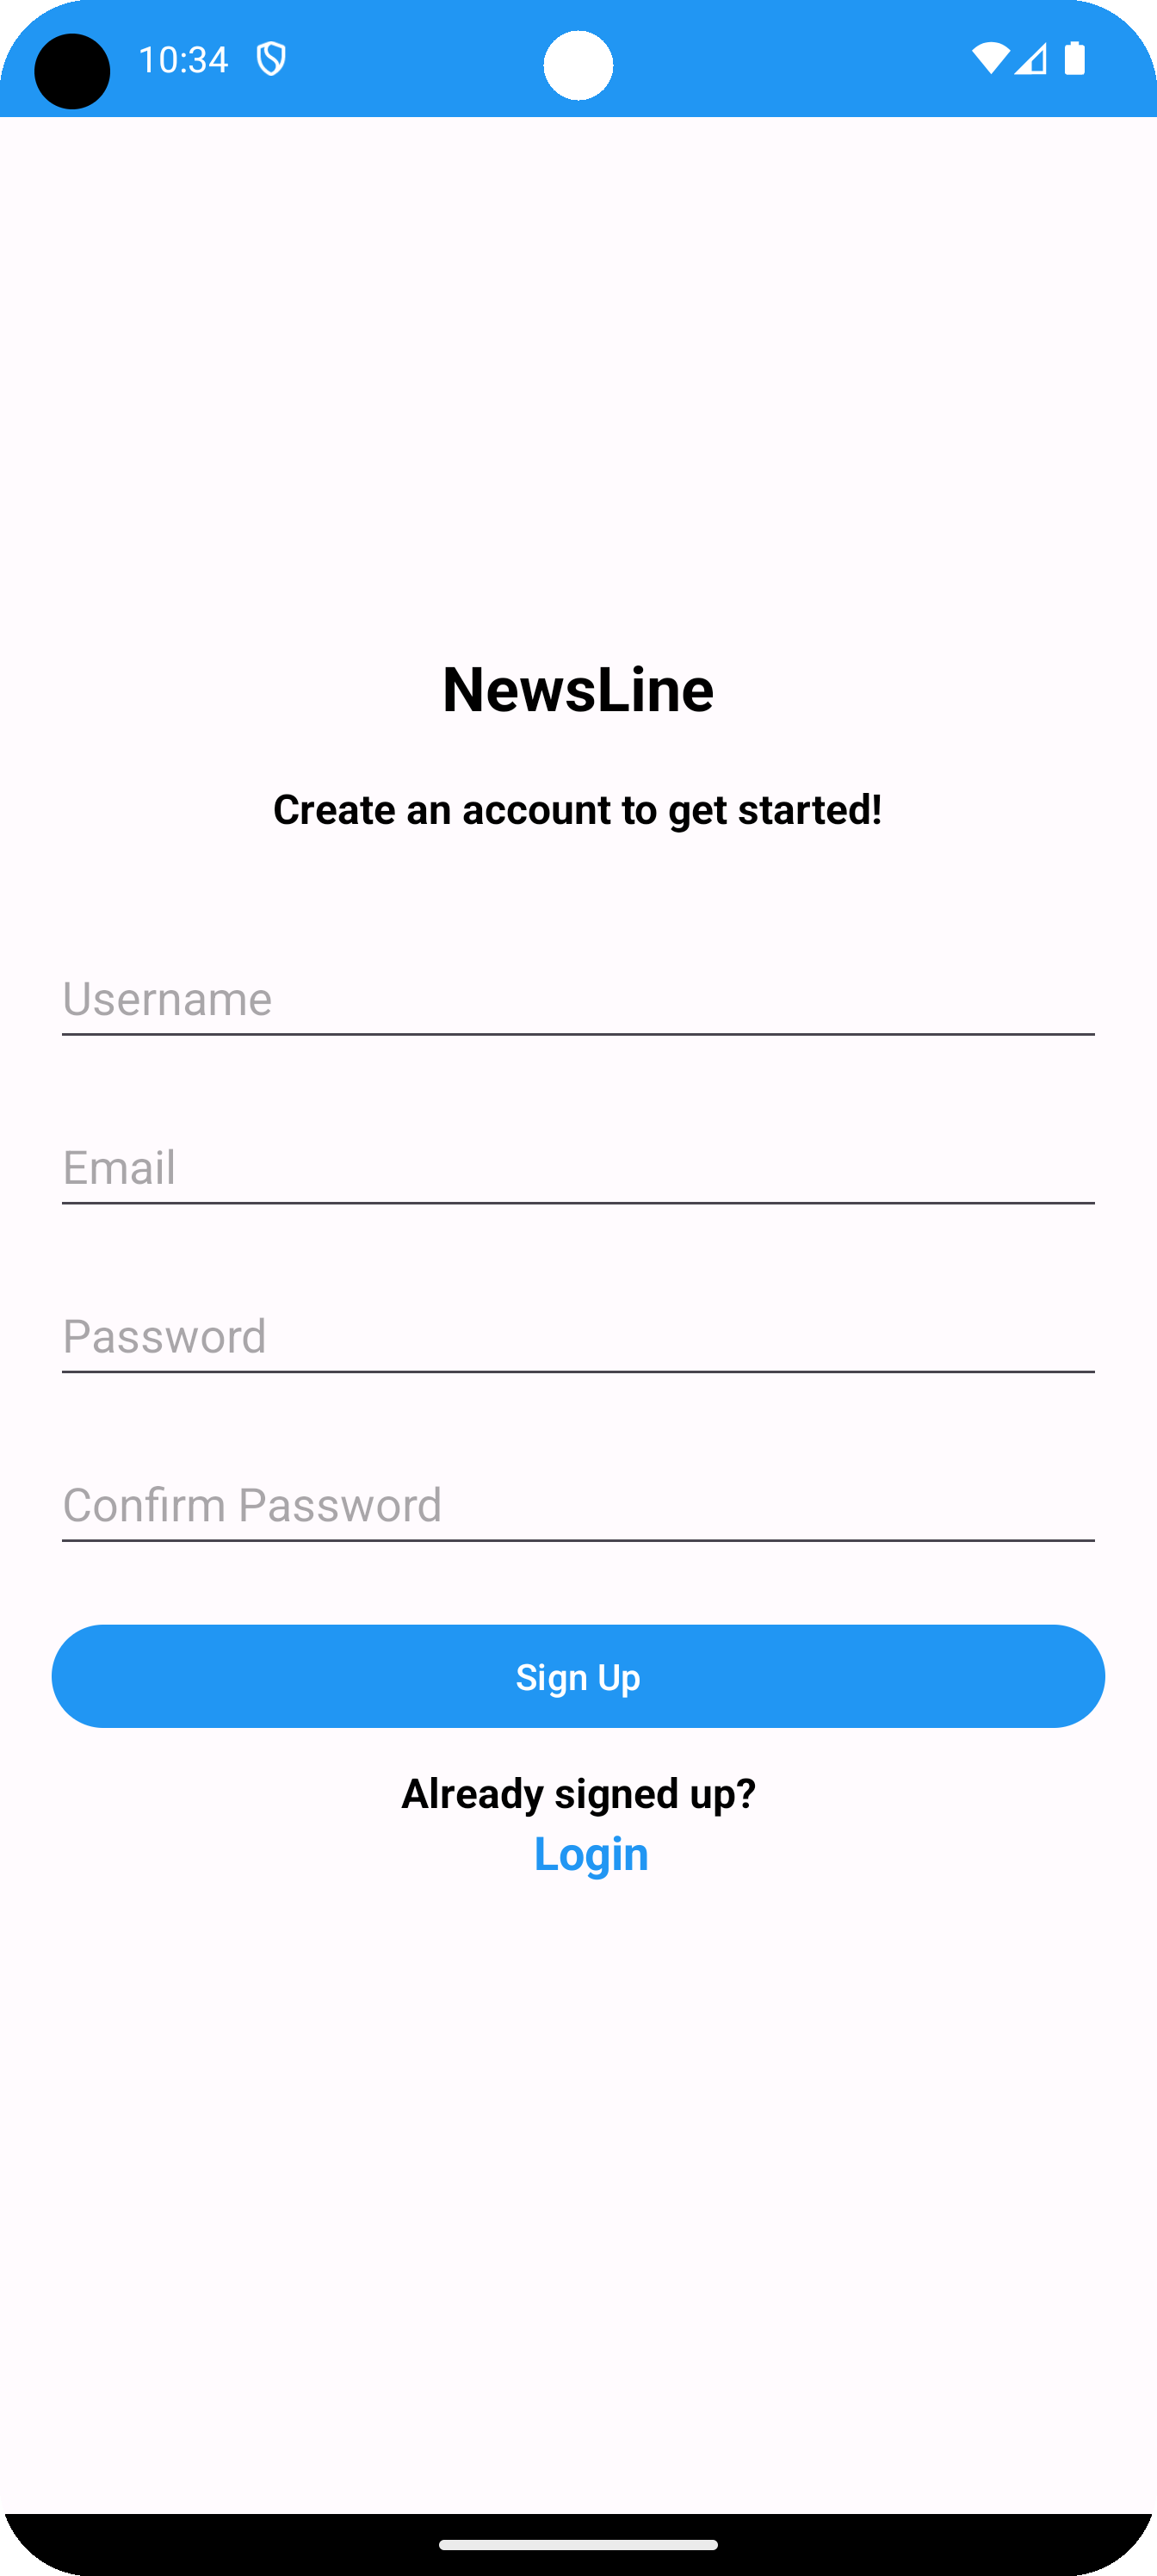 10:34
NewsLine
Create an account to get started!
Username
Email
Password
Confirm Password
Sign Up
Already signed up?
Login